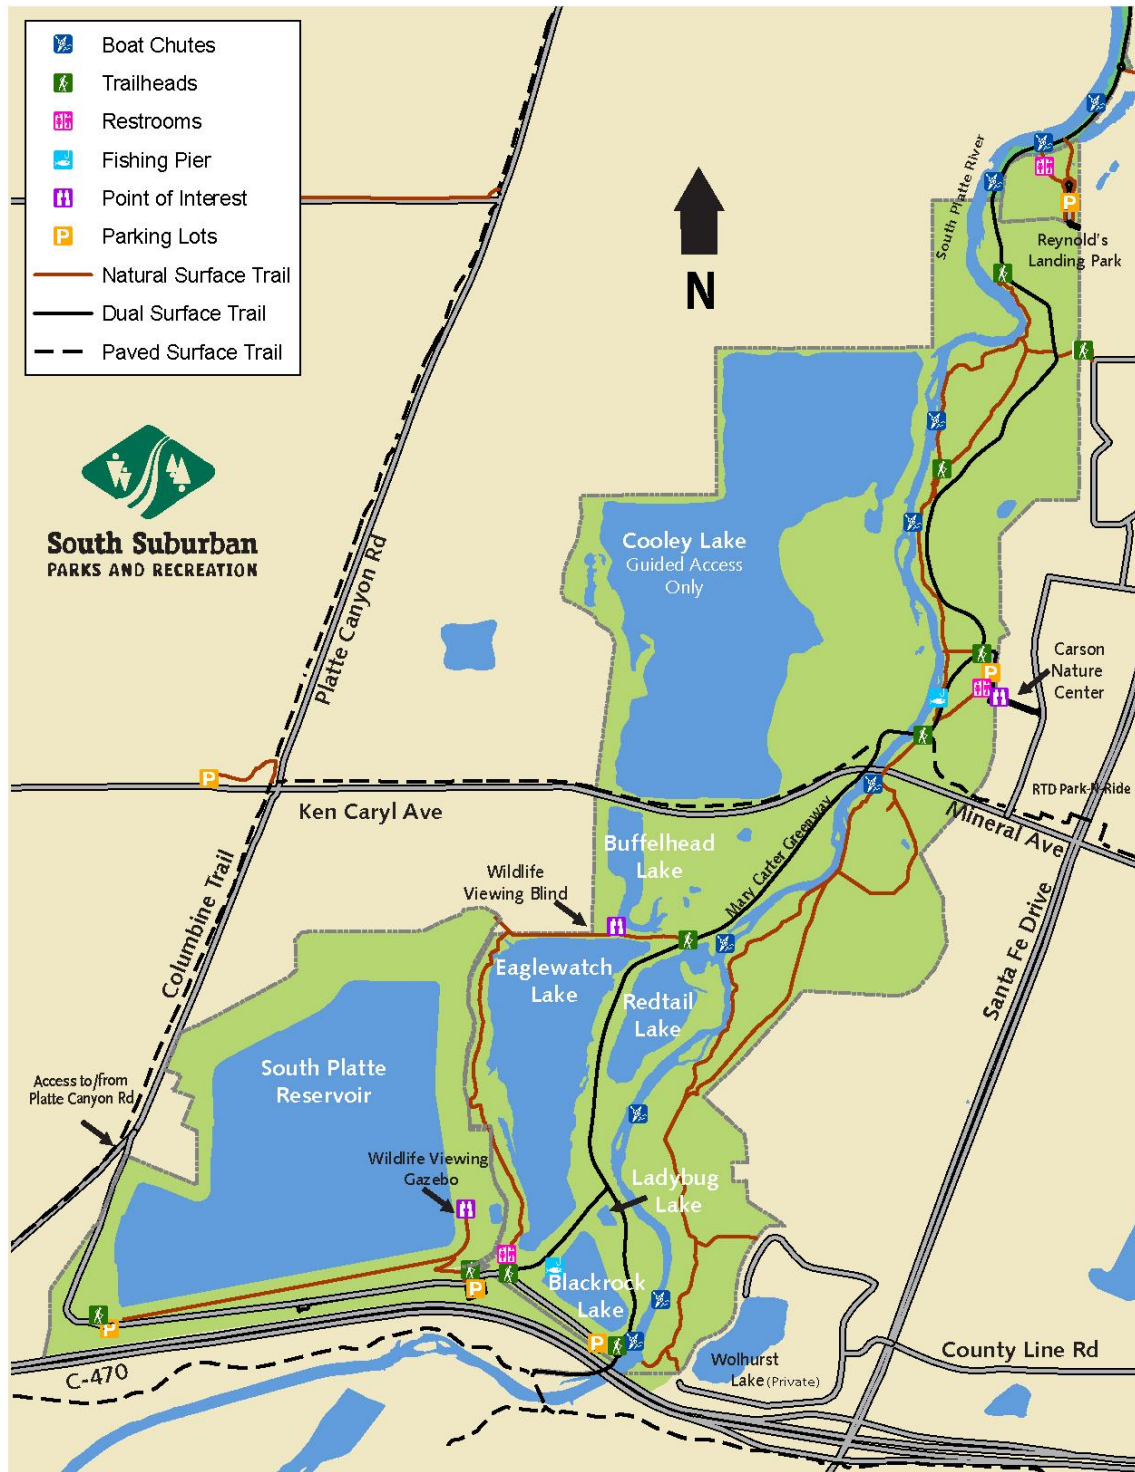 Boat Chutes
Trailheads
Restrooms
Fishing Pier
Point of Interest
P
Parking Lots
Natural Surface Trail
Dual Surface Trail
Paved Surface Trail
South Suburban
PARKS AND RECREATION
N
South Platte River
P
Reynold's
Landing Park
Platte Canyon Rd
Cooley Lake
Guided Access
Only
Carson
Nature
Center
P
P
Ken Caryl Ave
RTD Park-N-Ride
Mineral Ave
Mary Carter Greenway
Buffelhead
Lake
Wildlife
Viewing Blind
Columbine Trail
Santa Fe Drive
Eaglewatch
Lake
Redtail
Lake
South Platte
Reservoir
Access to/from
Platte Canyon Rd
Wildlife Viewing
Gazebo
Ladybug
Lake
Blackrock
Lake
P
P
P
C-470
Wolhurst
Lake (Private)
County Line Rd